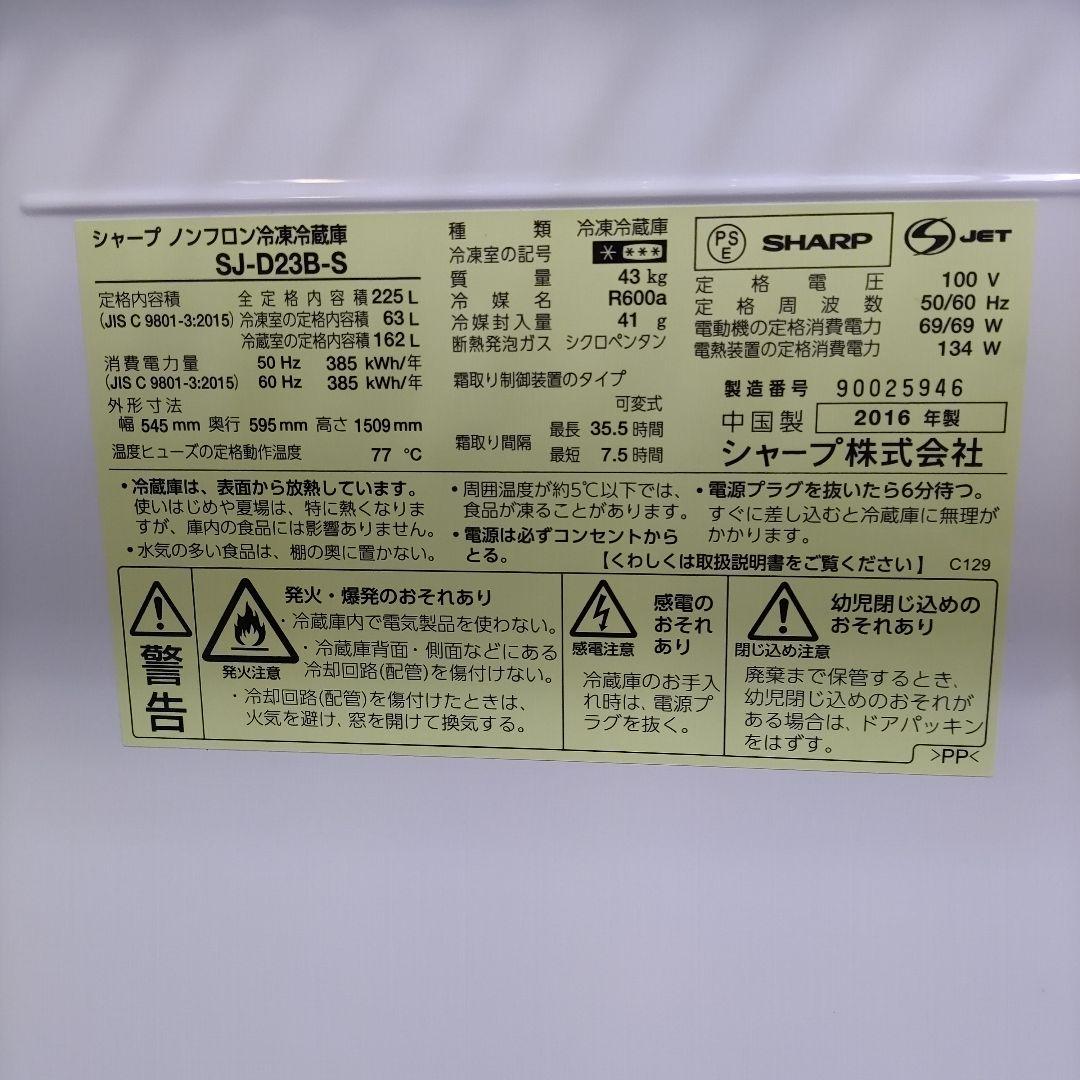 シャープ ノンフロン冷凍冷蔵庫
SJ-D23B-S
定格内容積 全定格内容積 225 L
(JIS C 9801-3:2015) 冷凍室の定格内容積 63 L
冷蔵室の定格内容積 162 L
消費電力量 50 Hz 385 kWh/年
(JIS C 9801-3:2015) 60 Hz 385 kWh/年
外形寸法
幅 545 mm 奥行 595 mm 高さ 1509 mm
温度ヒューズの定格動作温度 77 ℃
種類 冷凍冷蔵庫
冷凍室の記号 * ***
質量 43 kg
冷媒名 R600a
冷媒封入量 41 g
断熱発泡ガス シクロペンタン
霜取り制御装置のタイプ
可変式
霜取り間隔 最長 35.5 時間
最短 7.5 時間
PS
E
SHARP
JET
定格電圧 100 V
定格周波数 50/60 Hz
電動機の定格消費電力 69/69 W
電熱装置の定格消費電力 134 W
製造番号 90025946
中国製 2016 年製
シャープ株式会社
・冷蔵庫は、表面から放熱しています。
使いはじめや夏場は、特に熱くなりま
すが、庫内の食品には影響ありません。
・水気の多い食品は、棚の奥に置かない。
・周囲温度が約5℃以下では、
食品が凍ることがあります。
・電源は必ずコンセントから
とる。
・電源プラグを抜いたら6分待つ。
すぐに差し込むと冷蔵庫に無理が
かかります。
【くわしくは取扱説明書をご覧ください】 C129
警告
発火注意
発火・爆発のおそれあり
・冷蔵庫内で電気製品を使わない。
・冷蔵庫背面・側面などにある
冷却回路(配管)を傷付けない。
・冷却回路(配管)を傷付けたときは、
火気を避け、窓を開けて換気する。
感電注意
感電の
おそれ
あり
冷蔵庫のお手入
れ時は、電源プ
ラグを抜く。
閉じ込め注意
幼児閉じ込めの
おそれあり
廃棄まで保管するとき、
幼児閉じ込めのおそれが
ある場合は、ドアパッキン
をはずす。
>PP<